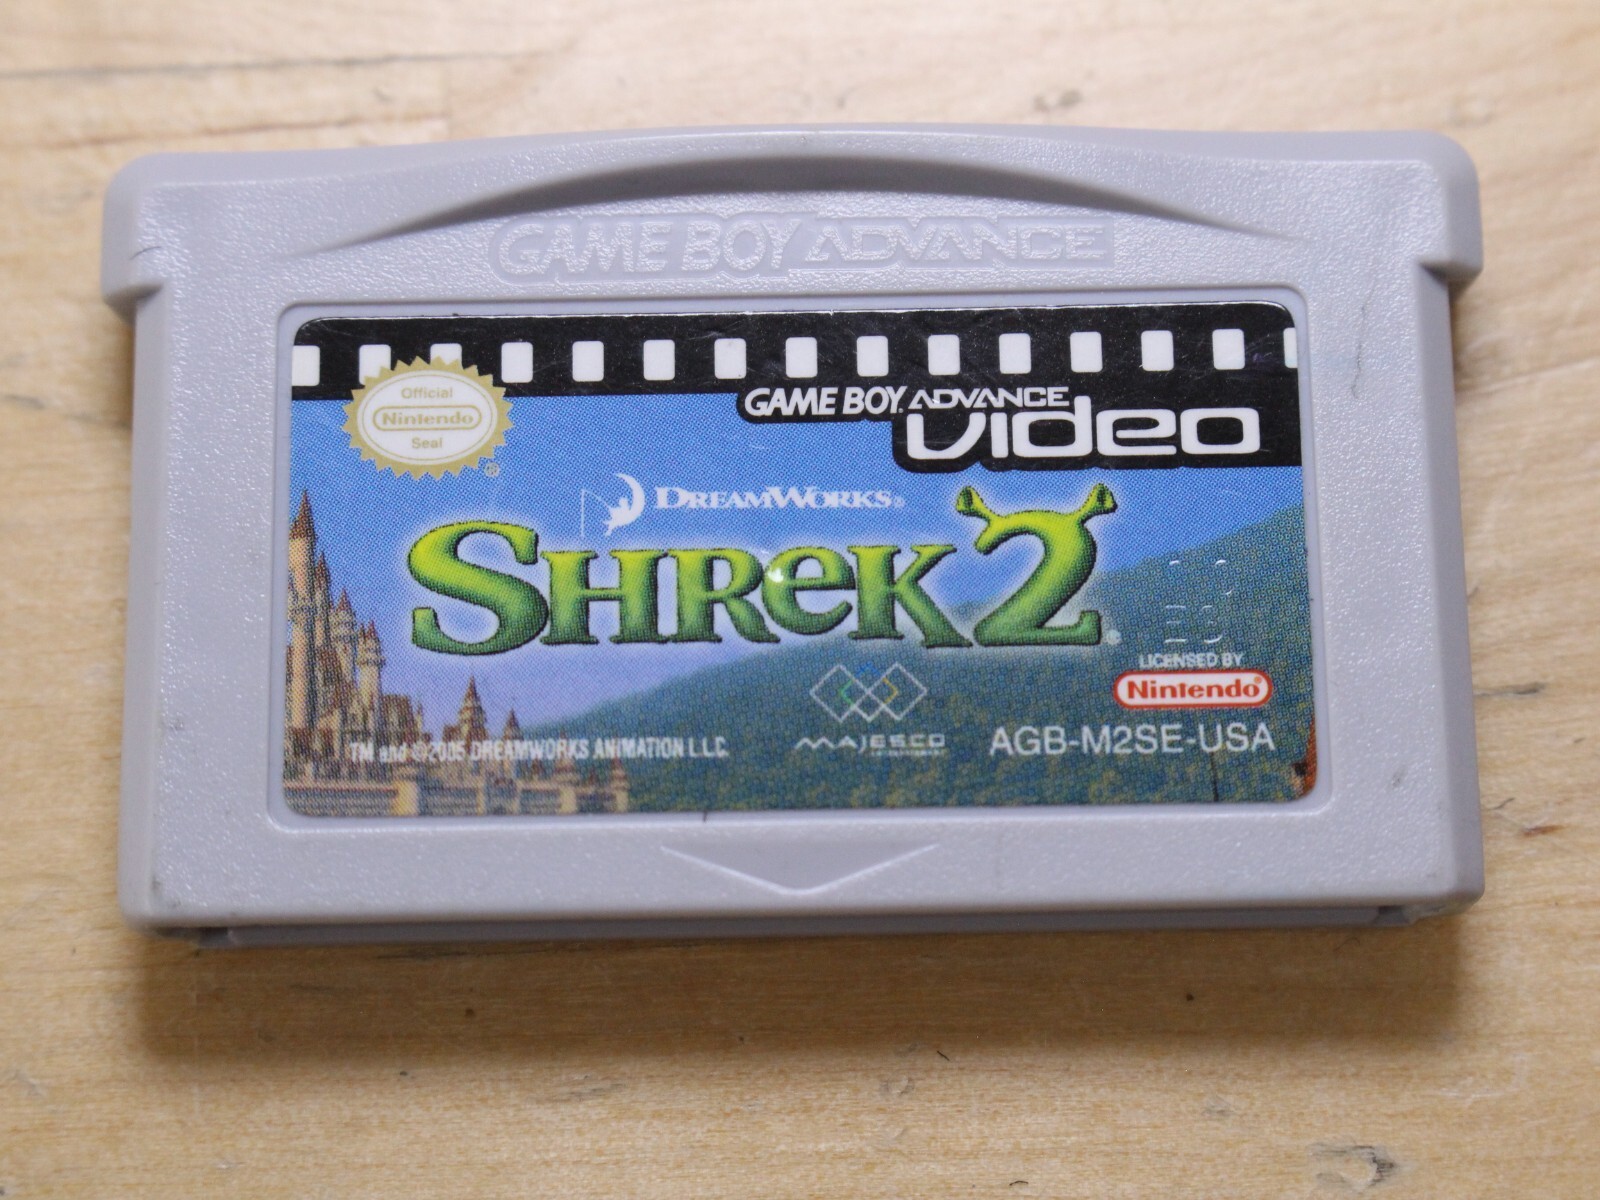 GAME BOY ADVANCE
Official
Nintendo
Seal
®
GAME BOY ADVANCE
video
DREAMWORKS®
SHREK 2
LICENSED BY
Nintendo®
TM and ©2005 DREAMWORKS ANIMATION L.L.C.
MAJESCO
AGB-M2SE-USA